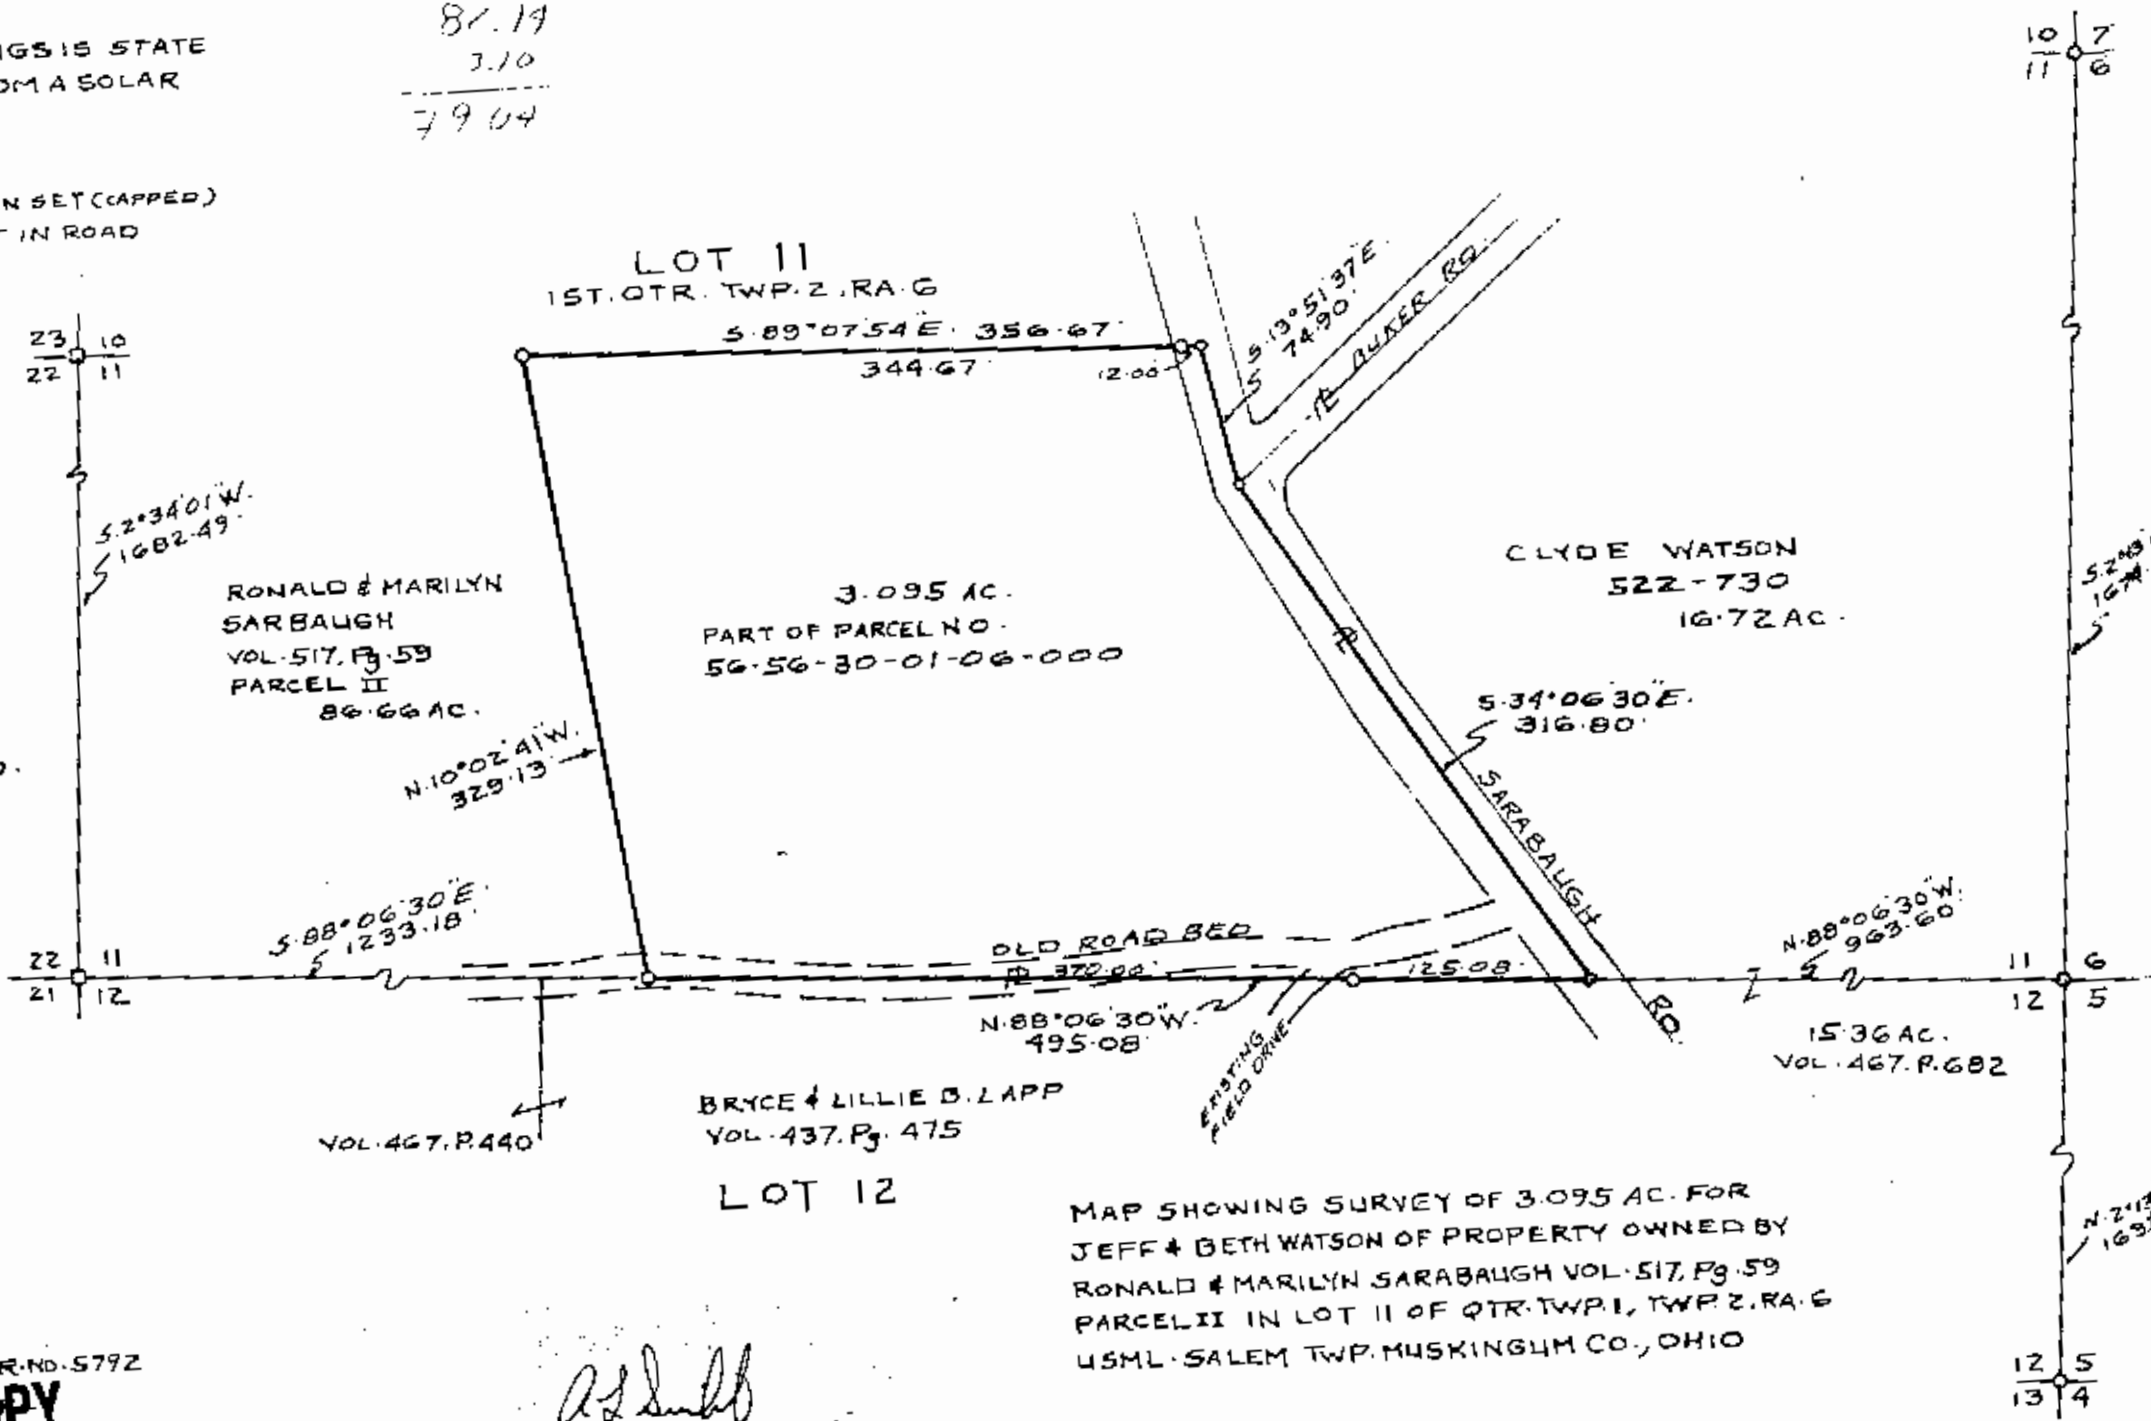 IGS IS STATE
OM A SOLAR
3.10
79 04
N SET (CAPPED)
T IN ROAD
10 7
11 6
LOT 11
1ST. QTR. TWP. 2, RA. 6
S. 89° 07' 54" E. 356.67'
344.67'
12.00'
S. 13° 51' 37" E.
74.90'
BUKER RD.
23 10
22 11
S. 2° 34' 01" W.
1682.49'
RONALD & MARILYN
SARBAUGH
VOL. 517, Pg. 59
PARCEL II
86.66 AC.
3.095 AC.
PART OF PARCEL NO.
56-56-30-01-06-000
CLYDE WATSON
522-730
16.72 AC.
N. 10° 02' 41" W.
329.13'
S. 34° 06' 30" E.
316.80'
SARABAUGH
RD.
S. 88° 06' 30" E.
1233.18'
22 11
21 12
OLD ROAD BED
370.00'
125.08'
N. 88° 06' 30" W.
495.08'
EXISTING
FIELD DRIVE
N. 88° 06' 30" W.
963.60'
11 6
12 5
15.36 AC.
VOL. 467. P. 682
VOL. 467. P. 440
BRYCE & LILLIE B. LAPP
VOL. 437. Pg. 475
LOT 12
MAP SHOWING SURVEY OF 3.095 AC. FOR
JEFF & BETH WATSON OF PROPERTY OWNED BY
RONALD & MARILYN SARABAUGH VOL. 517, Pg. 59
PARCEL II IN LOT 11 OF QTR. TWP. 1, TWP. 2, RA. 6
USML. SALEM TWP. MUSKINGUM CO., OHIO
R. NO. 5792
PY
12 5
13 4